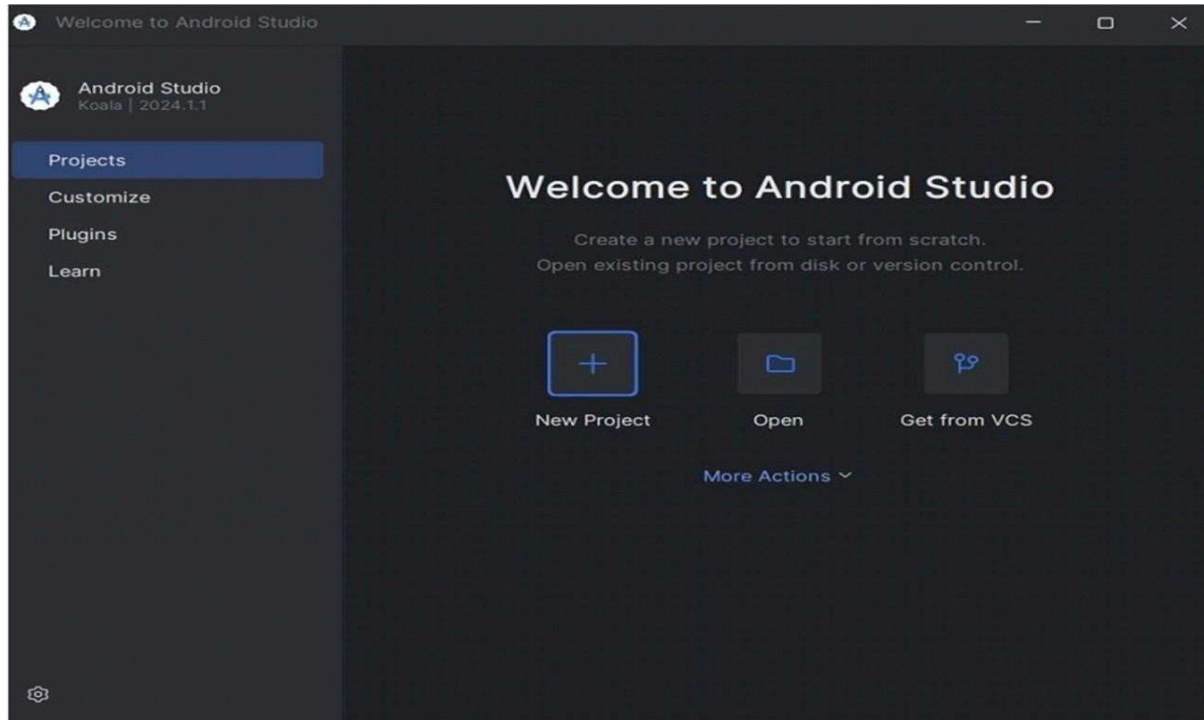 Welcome to Android Studio
Android Studio
Koala | 2024.1.1
Projects
Customize
Plugins
Learn
Welcome to Android Studio
Create a new project to start from scratch.
Open existing project from disk or version control.
New Project
Open
Get from VCS
More Actions